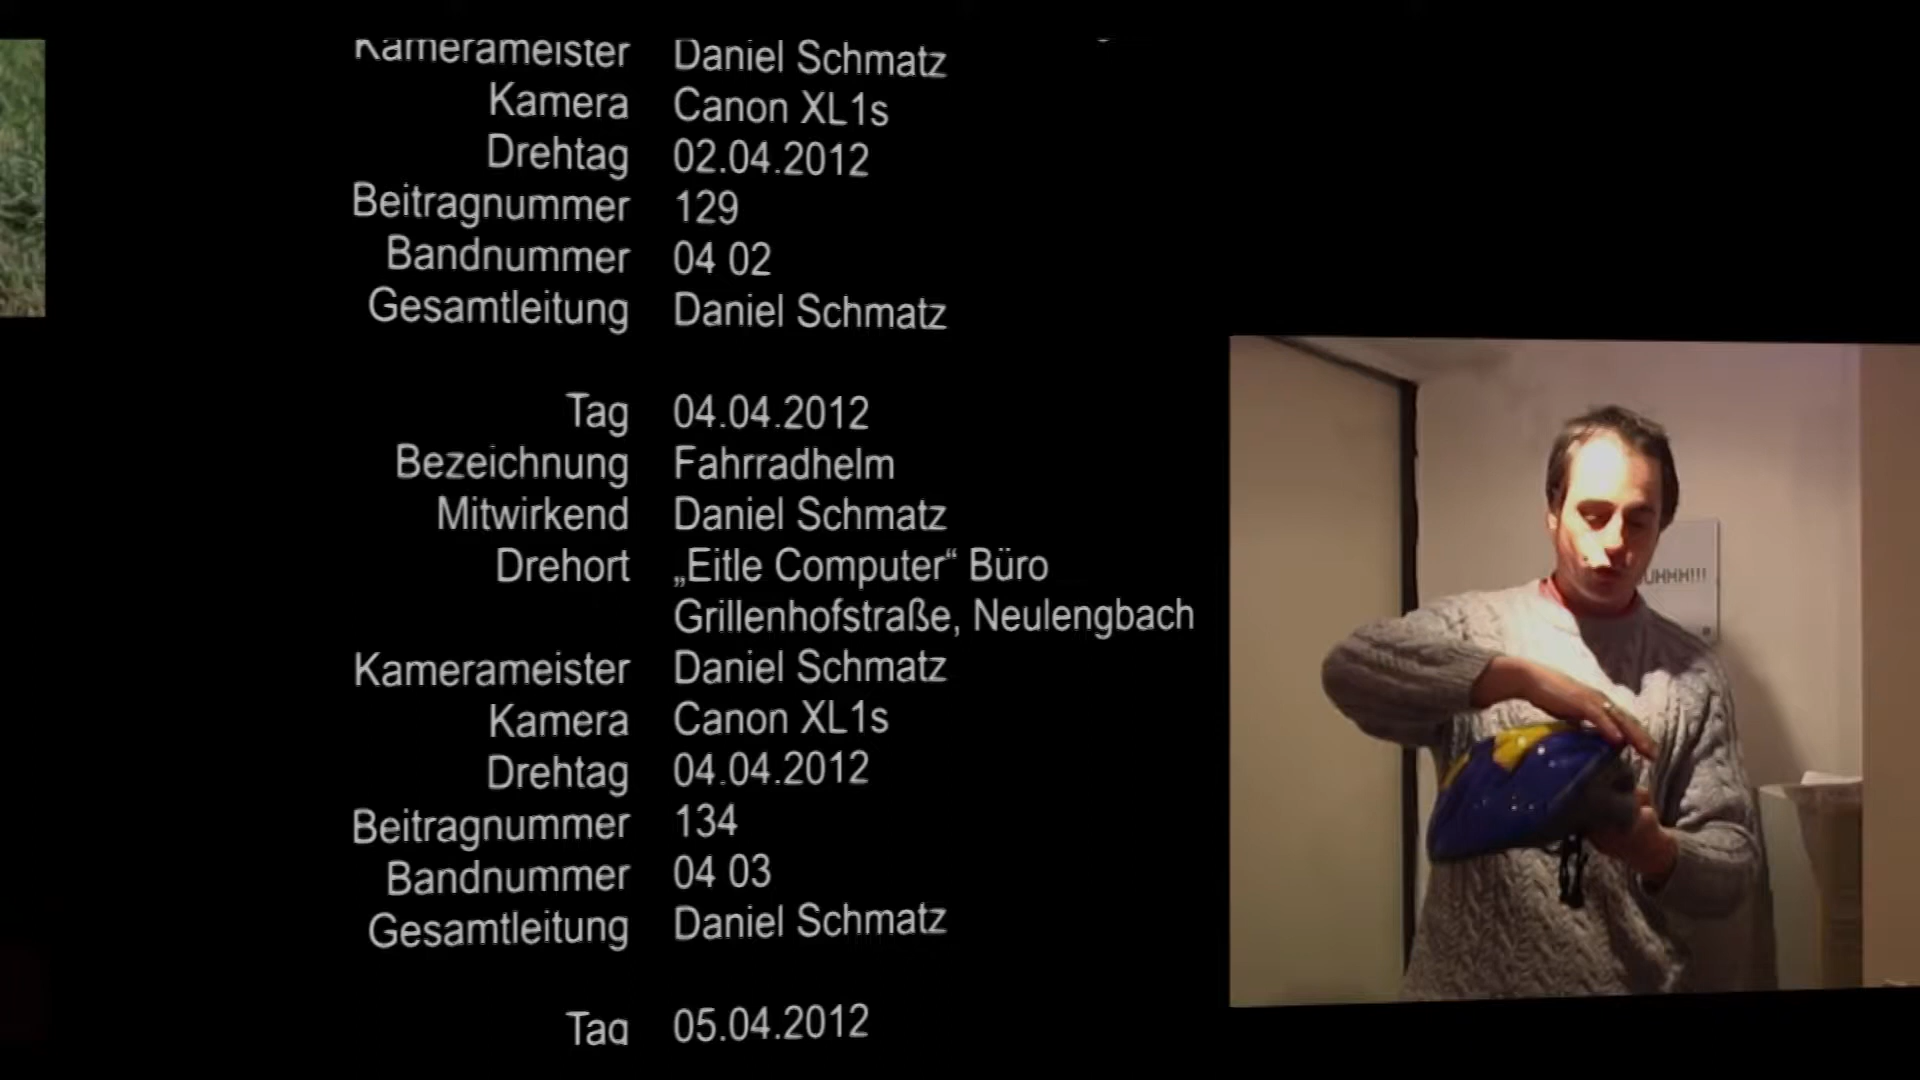 Kamerameister Daniel Schmatz
Kamera Canon XL1s
Drehtag 02.04.2012
Beitragnummer 129
Bandnummer 04 02
Gesamtleitung Daniel Schmatz
Tag 04.04.2012
Bezeichnung Fahrradhelm
Mitwirkend Daniel Schmatz
Drehort „Eitle Computer“ Büro
Grillenhofstraße, Neulengbach
Kamerameister Daniel Schmatz
Kamera Canon XL1s
Drehtag 04.04.2012
Beitragnummer 134
Bandnummer 04 03
Gesamtleitung Daniel Schmatz
Tag 05.04.2012
UHHH!!!